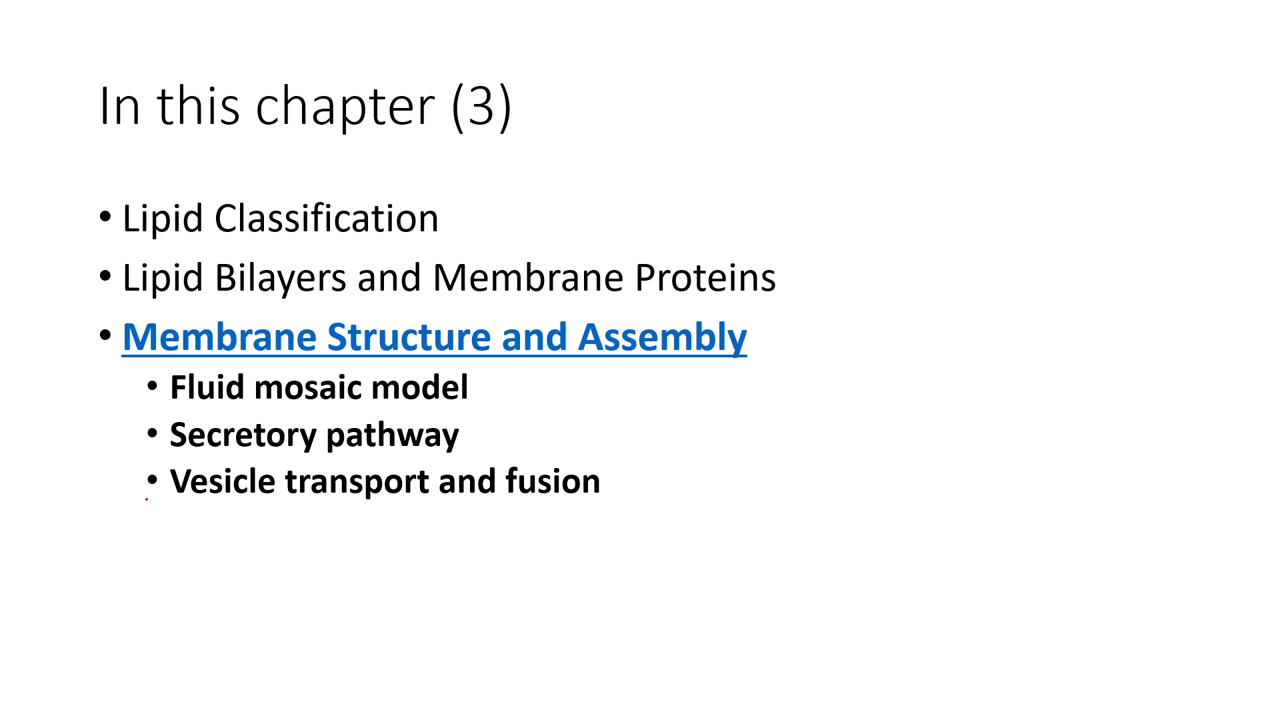 In this chapter (3)
• Lipid Classification
• Lipid Bilayers and Membrane Proteins
• Membrane Structure and Assembly
• Fluid mosaic model
• Secretory pathway
• Vesicle transport and fusion